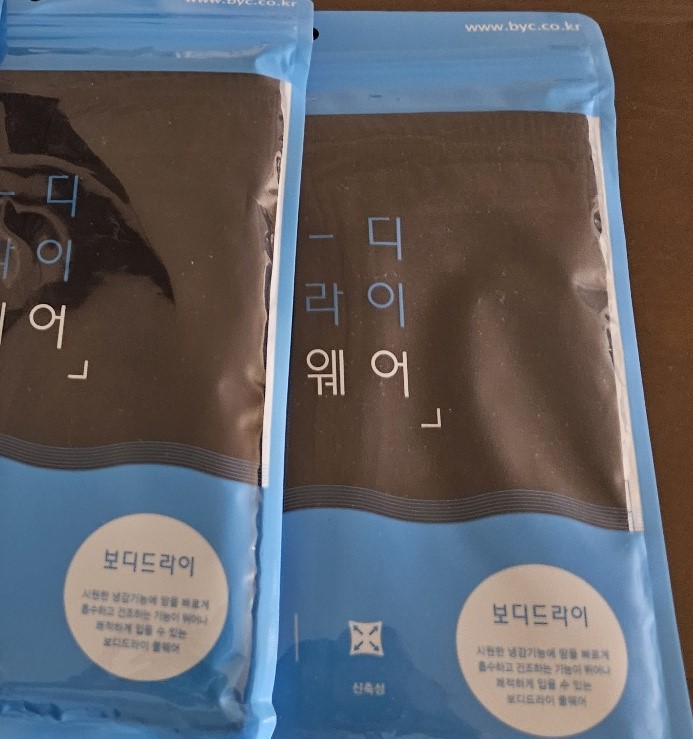 www.byc.co.kr
디
이
어」
보디드라이
시원한 냉감기능에 땀을 빠르게
흡수하고 건조하는 기능이 뛰어나
쾌적하게 입을 수 있는
보디드라이 쿨웨어
www.byc.co.kr
ㅡ디
라이
웨어」
신축성
보디드라이
시원한 냉감기능에 땀을 빠르게
흡수하고 건조하는 기능이 뛰어나
쾌적하게 입을 수 있는
보디드라이 쿨웨어